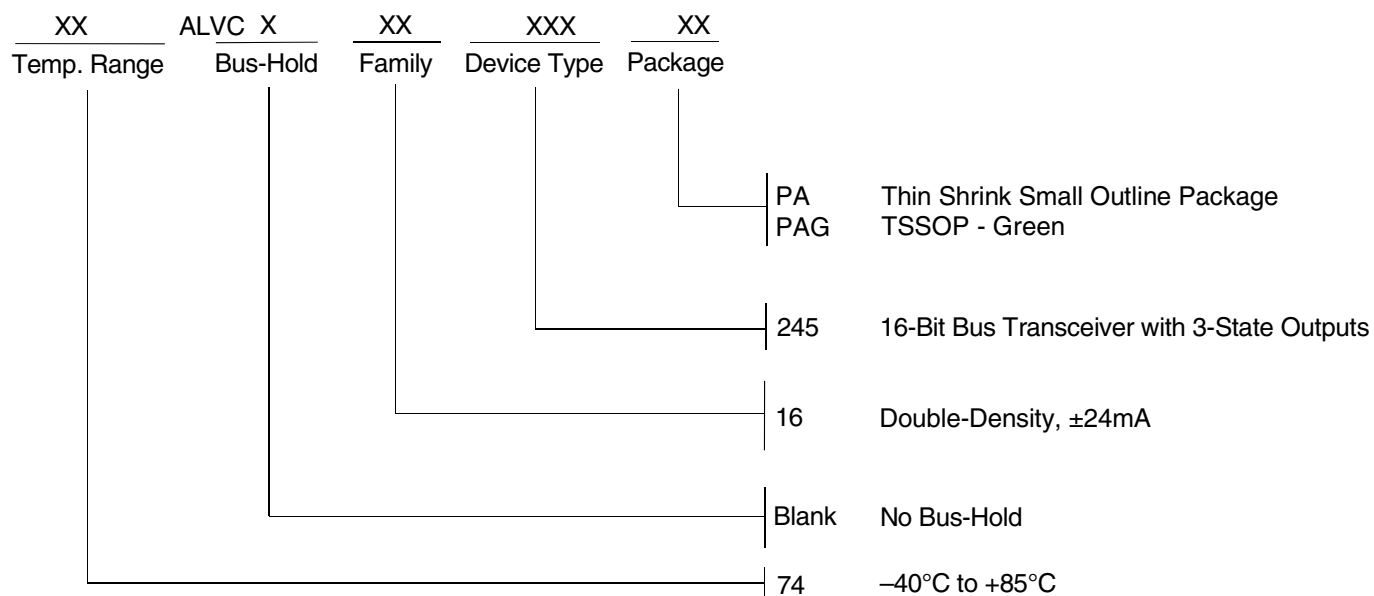 XX ALVC X XX XXX XX
Temp. Range Bus-Hold Family Device Type Package
PA Thin Shrink Small Outline Package
PAG TSSOP - Green
245 16-Bit Bus Transceiver with 3-State Outputs
16 Double-Density, ±24mA
Blank No Bus-Hold
74 –40°C to +85°C